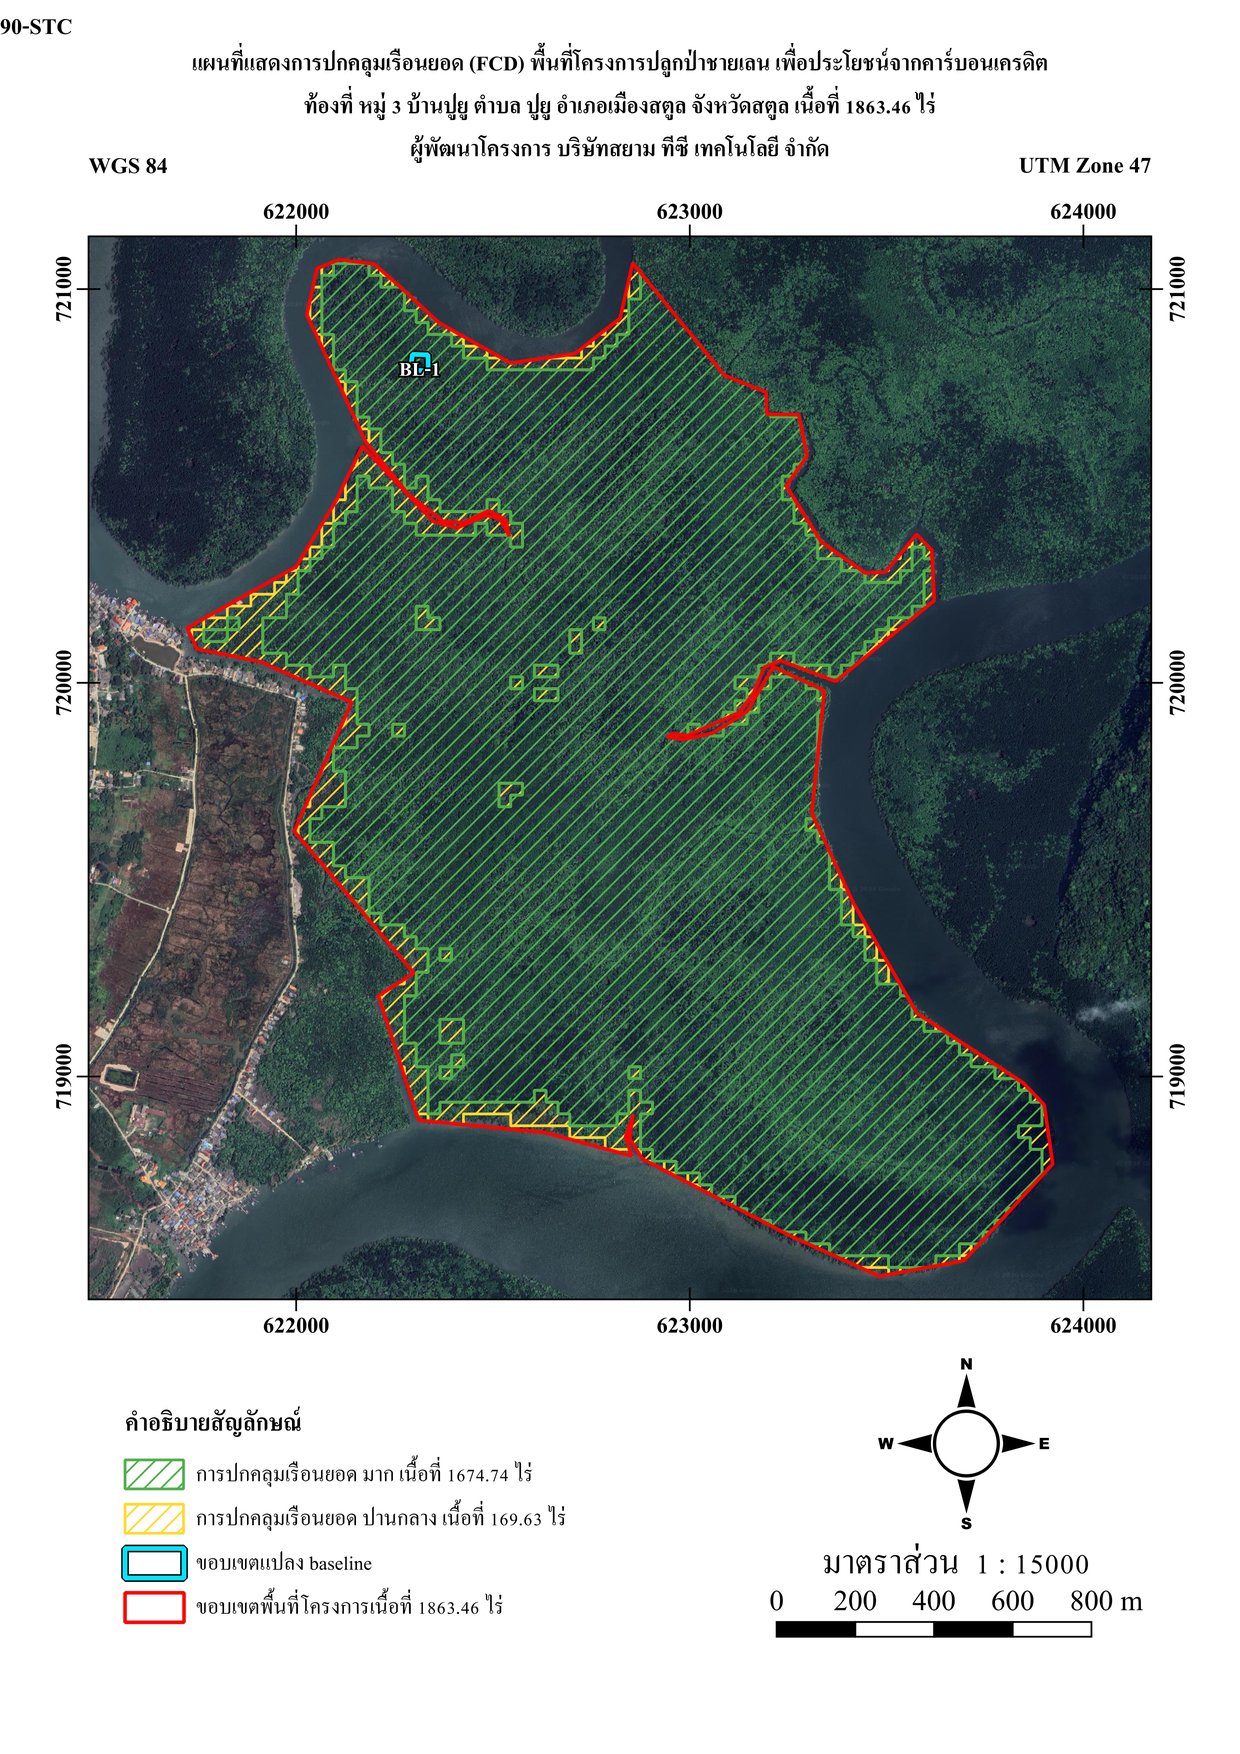 90-STC
แผนที่แสดงการปกคลุมเรือนยอด (FCD) พื้นที่โครงการปลูกป่าชายเลน เพื่อประโยชน์จากคาร์บอนเครดิต
ท้องที่ หมู่ 3 บ้านปูยู ตำบล ปูยู อำเภอเมืองสตูล จังหวัดสตูล เนื้อที่ 1863.46 ไร่
ผู้พัฒนาโครงการ บริษัทสยาม ทีซี เทคโนโลยี จำกัด
WGS 84 UTM Zone 47
622000 623000 624000
721000 721000
BL-1
720000 720000
719000 719000
622000 623000 624000
คำอธิบายสัญลักษณ์
การปกคลุมเรือนยอด มาก เนื้อที่ 1674.74 ไร่
การปกคลุมเรือนยอด ปานกลาง เนื้อที่ 169.63 ไร่
ขอบเขตแปลง baseline
ขอบเขตพื้นที่โครงการเนื้อที่ 1863.46 ไร่
N
W E
S
มาตราส่วน 1 : 15000
0 200 400 600 800 m